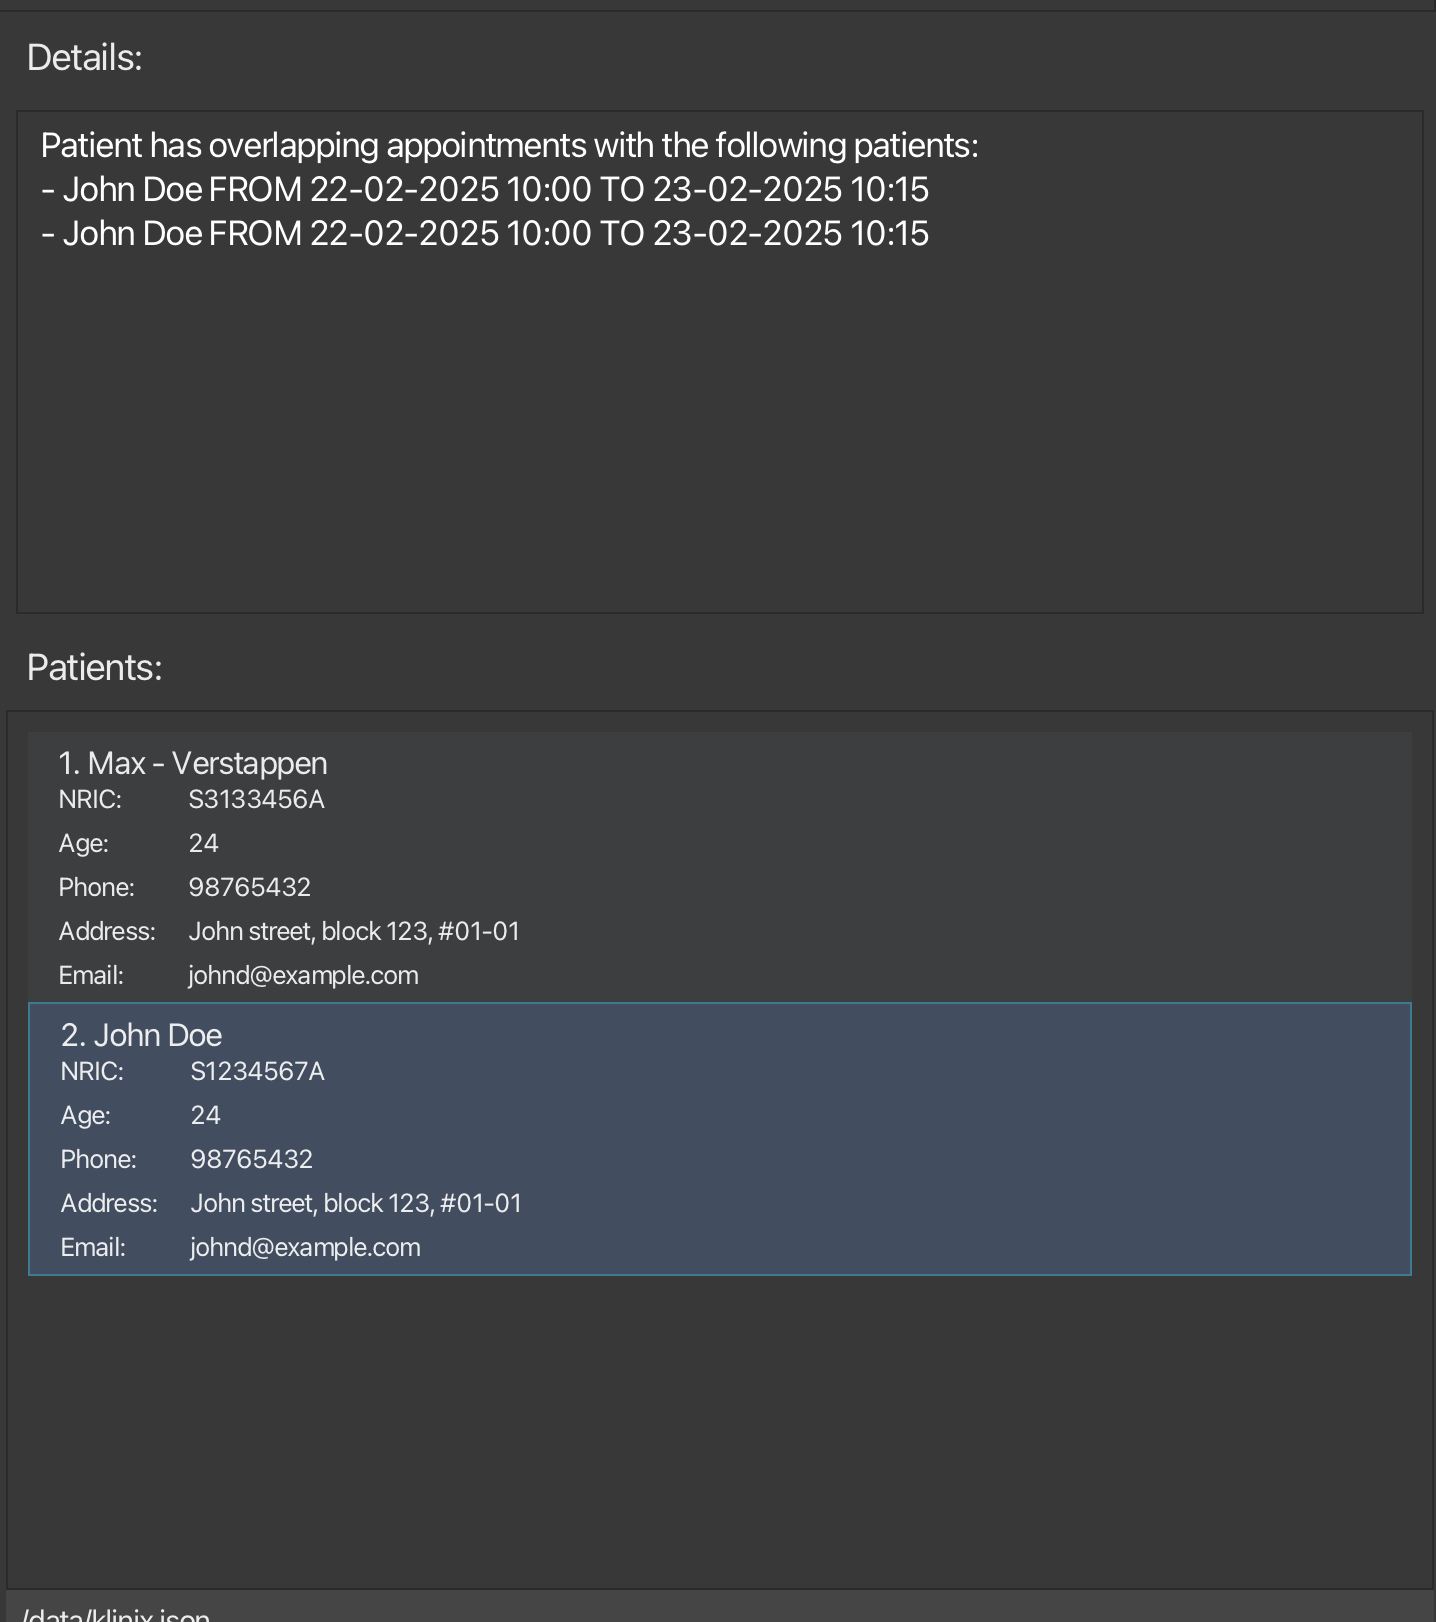 Details:
Patient has overlapping appointments with the following patients:
- John Doe FROM 22-02-2025 10:00 TO 23-02-2025 10:15
- John Doe FROM 22-02-2025 10:00 TO 23-02-2025 10:15
Patients:
1. Max - Verstappen
NRIC: S3133456A
Age: 24
Phone: 98765432
Address: John street, block 123, #01-01
Email: johnd@example.com
2. John Doe
NRIC: S1234567A
Age: 24
Phone: 98765432
Address: John street, block 123, #01-01
Email: johnd@example.com
/data/klinix.json